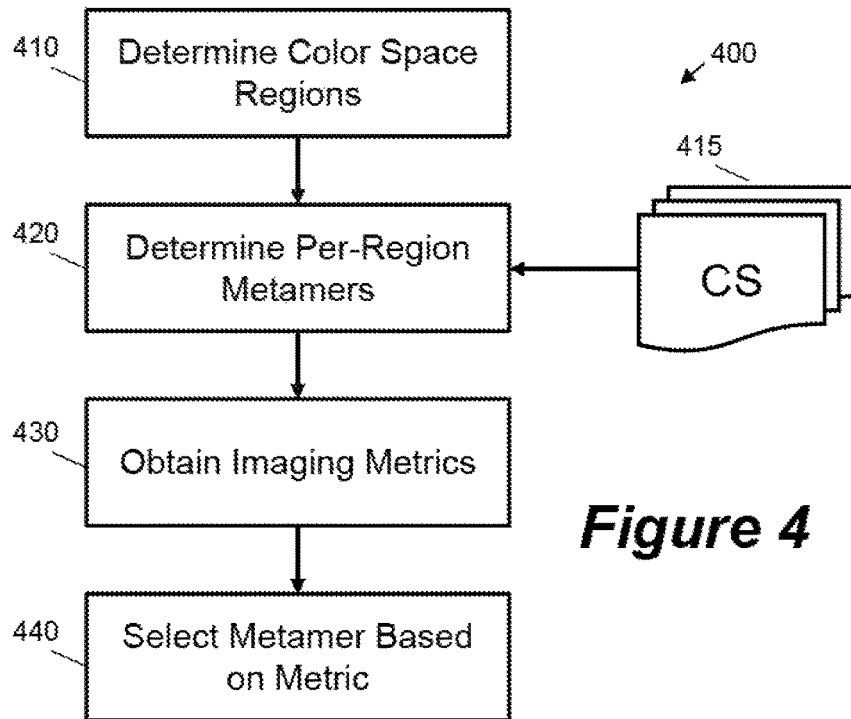 410
Determine Color Space
Regions
400
415
420
Determine Per-Region
Metamers
CS
430
Obtain Imaging Metrics
Figure 4
440
Select Metamer Based
on Metric